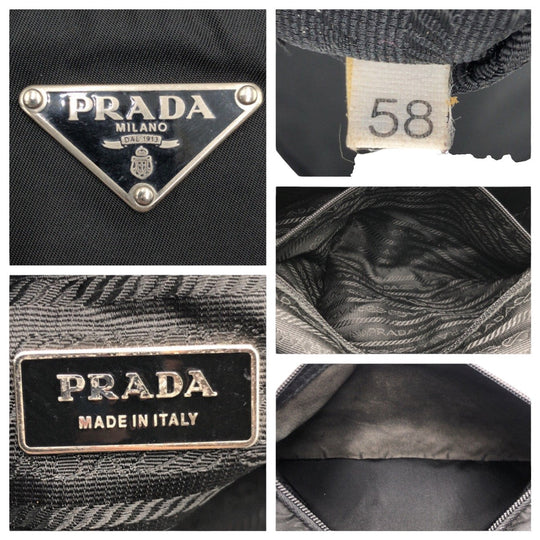 PRADA
MILANO
DAL 1913
58
PRADA
MADE IN ITALY